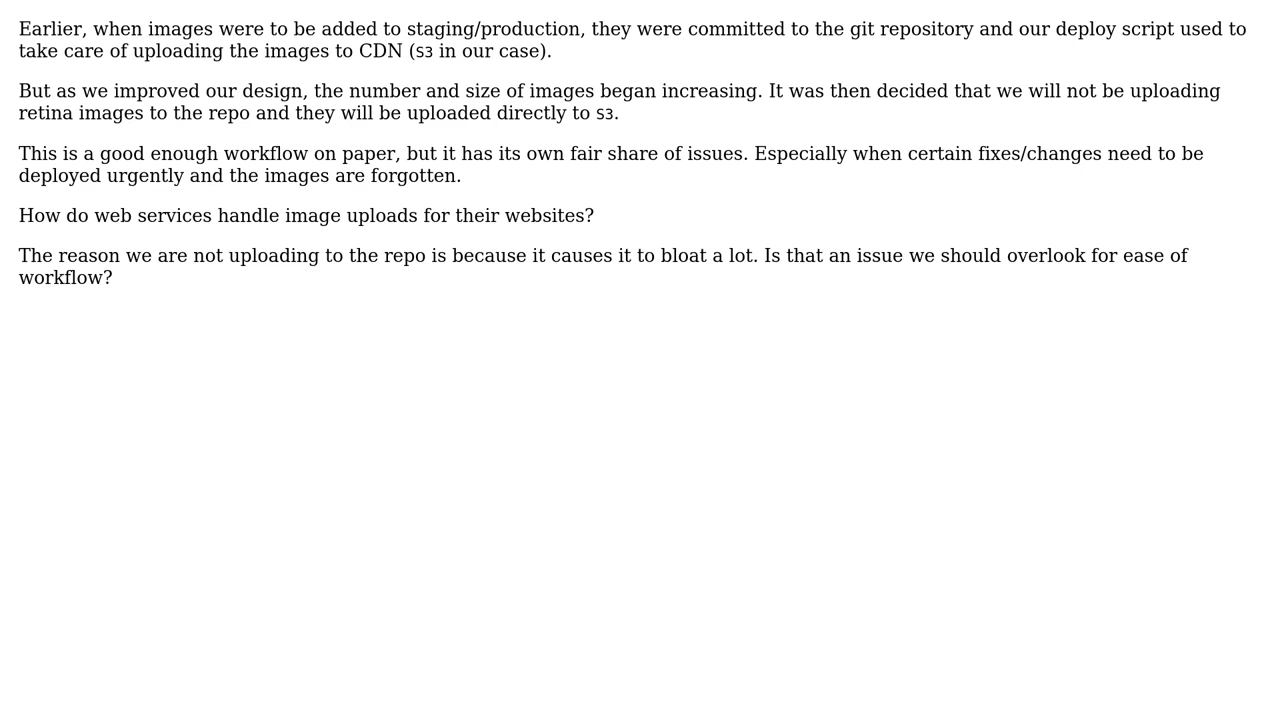 Earlier, when images were to be added to staging/production, they were committed to the git repository and our deploy script used to
take care of uploading the images to CDN (S3 in our case).
But as we improved our design, the number and size of images began increasing. It was then decided that we will not be uploading
retina images to the repo and they will be uploaded directly to S3.
This is a good enough workflow on paper, but it has its own fair share of issues. Especially when certain fixes/changes need to be
deployed urgently and the images are forgotten.
How do web services handle image uploads for their websites?
The reason we are not uploading to the repo is because it causes it to bloat a lot. Is that an issue we should overlook for ease of
workflow?